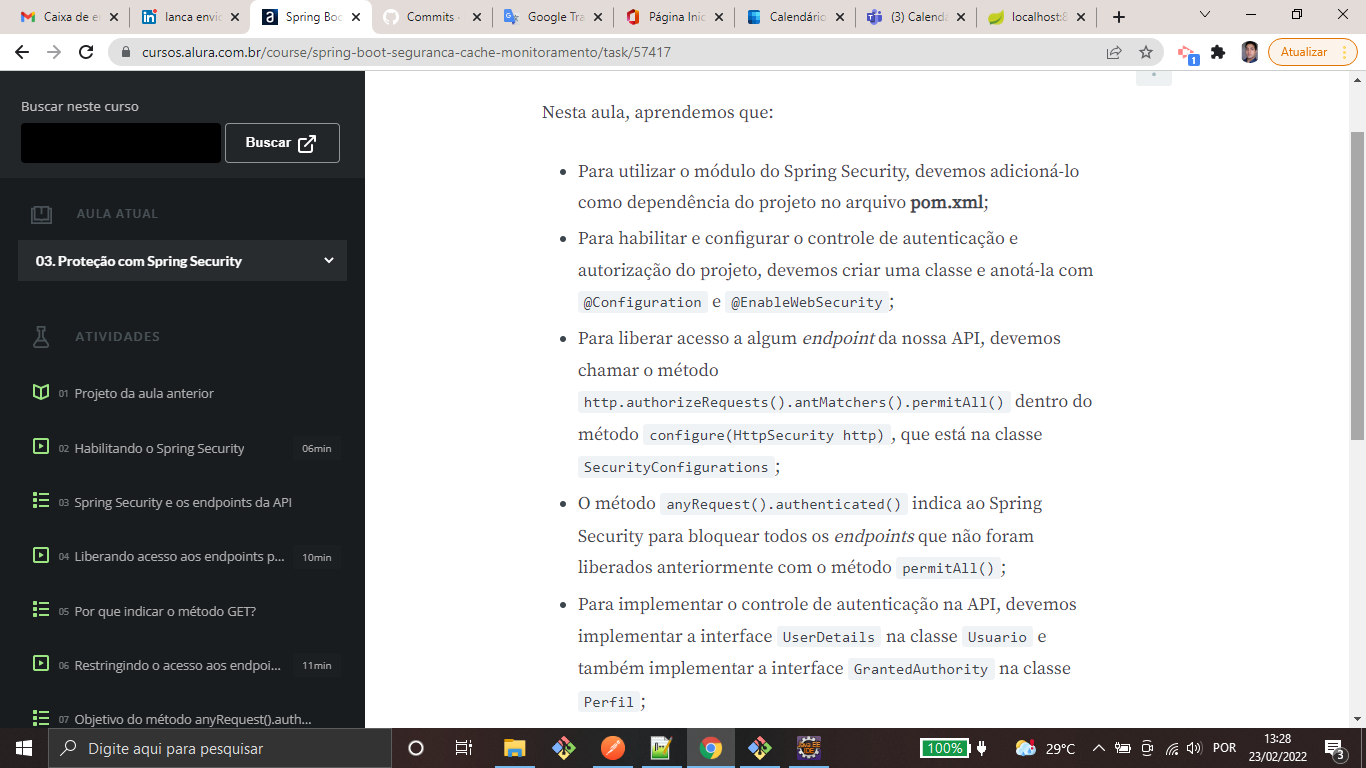 Caixa de e
lanca envio
Spring Boo
Commits ·
Google Tra
Página Inic
Calendário
(3) Calenda
localhost:8
cursos.alura.com.br/course/spring-boot-seguranca-cache-monitoramento/task/57417
1
Atualizar
Buscar neste curso
Buscar
AULA ATUAL
03. Proteção com Spring Security
ATIVIDADES
01 Projeto da aula anterior
02 Habilitando o Spring Security 06min
03 Spring Security e os endpoints da API
04 Liberando acesso aos endpoints p... 10min
05 Por que indicar o método GET?
06 Restringindo o acesso aos endpoi... 11min
07 Objetivo do método anyRequest().auth...
Nesta aula, aprendemos que:
• Para utilizar o módulo do Spring Security, devemos adicioná-lo
como dependência do projeto no arquivo pom.xml;
• Para habilitar e configurar o controle de autenticação e
autorização do projeto, devemos criar uma classe e anotá-la com
@Configuration e @EnableWebSecurity;
• Para liberar acesso a algum endpoint da nossa API, devemos
chamar o método
http.authorizeRequests().antMatchers().permitAll() dentro do
método configure(HttpSecurity http), que está na classe
SecurityConfigurations;
• O método anyRequest().authenticated() indica ao Spring
Security para bloquear todos os endpoints que não foram
liberados anteriormente com o método permitAll();
• Para implementar o controle de autenticação na API, devemos
implementar a interface UserDetails na classe Usuario e
também implementar a interface GrantedAuthority na classe
Perfil;
Digite aqui para pesquisar
Java EE
IDE
100%
29°C
POR
13:28
23/02/2022
3